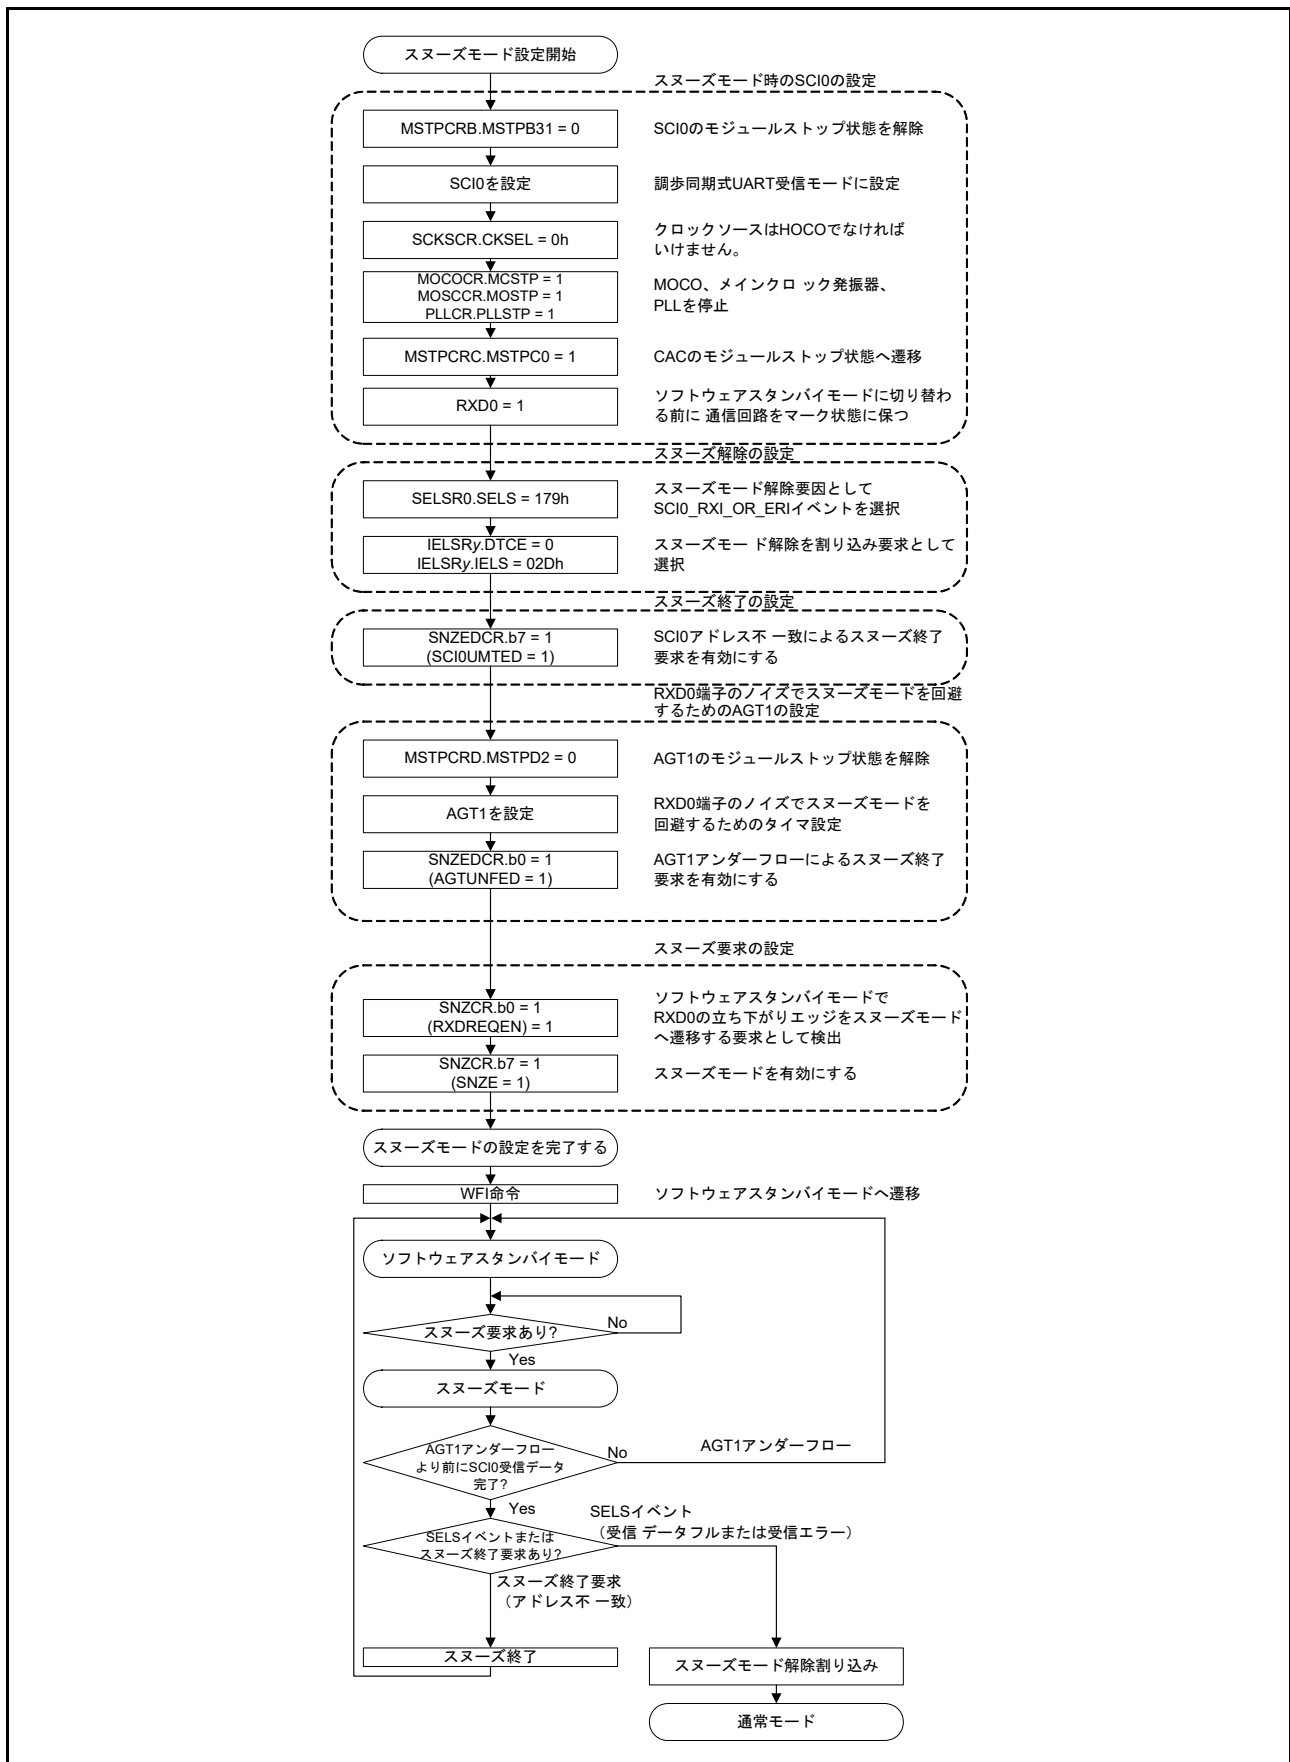 スヌーズモード設定開始
スヌーズモード時のSCI0の設定
MSTPCRB.MSTPB31 = 0
SCI0のモジュールストップ状態を解除
SCI0を設定
調歩同期式UART受信モードに設定
SCKSCR.CKSEL = 0h
クロックソースはHOCOでなければ
いけません。
MOCOCR.MCSTP = 1
MOSCCR.MOSTP = 1
PLLCR.PLLSTP = 1
MOCO、メインクロ ック発振器、
PLLを停止
MSTPCRC.MSTPC0 = 1
CACのモジュールストップ状態へ遷移
RXD0 = 1
ソフトウェアスタンバイモードに切り替わ
る前に 通信回路をマーク状態に保つ
スヌーズ解除の設定
SELSR0.SELS = 179h
スヌーズモード解除要因として
SCI0_RXI_OR_ERIイベントを選択
IELSRy.DTCE = 0
IELSRy.IELS = 02Dh
スヌーズモー ド解除を割り込み要求として
選択
スヌーズ終了の設定
SNZEDCR.b7 = 1
(SCI0UMTED = 1)
SCI0アドレス不 一致によるスヌーズ終了
要求を有効にする
RXD0端子のノイズでスヌーズモードを回避
するためのAGT1の設定
MSTPCRD.MSTPD2 = 0
AGT1のモジュールストップ状態を解除
AGT1を設定
RXD0端子のノイズでスヌーズモードを
回避するためのタイマ設定
SNZEDCR.b0 = 1
(AGTUNFED = 1)
AGT1アンダーフローによるスヌーズ終了
要求を有効にする
スヌーズ要求の設定
SNZCR.b0 = 1
(RXDREQEN) = 1
ソフトウェアスタンバイモードで
RXD0の立ち下がりエッジをスヌーズモード
へ遷移する要求として検出
SNZCR.b7 = 1
(SNZE = 1)
スヌーズモードを有効にする
スヌーズモードの設定を完了する
WFI命令
ソフトウェアスタンバイモードへ遷移
ソフトウェアスタンバイモード
スヌーズ要求あり?
No
Yes
スヌーズモード
AGT1アンダーフロー
より前にSCI0受信データ
完了?
No
AGT1アンダーフロー
Yes
SELSイベント
（受信 データフルまたは受信エラー）
SELSイベントまたは
スヌーズ終了要求あり?
スヌーズ終了要求
（アドレス不 一致）
スヌーズ終了
スヌーズモード解除割り込み
通常モード